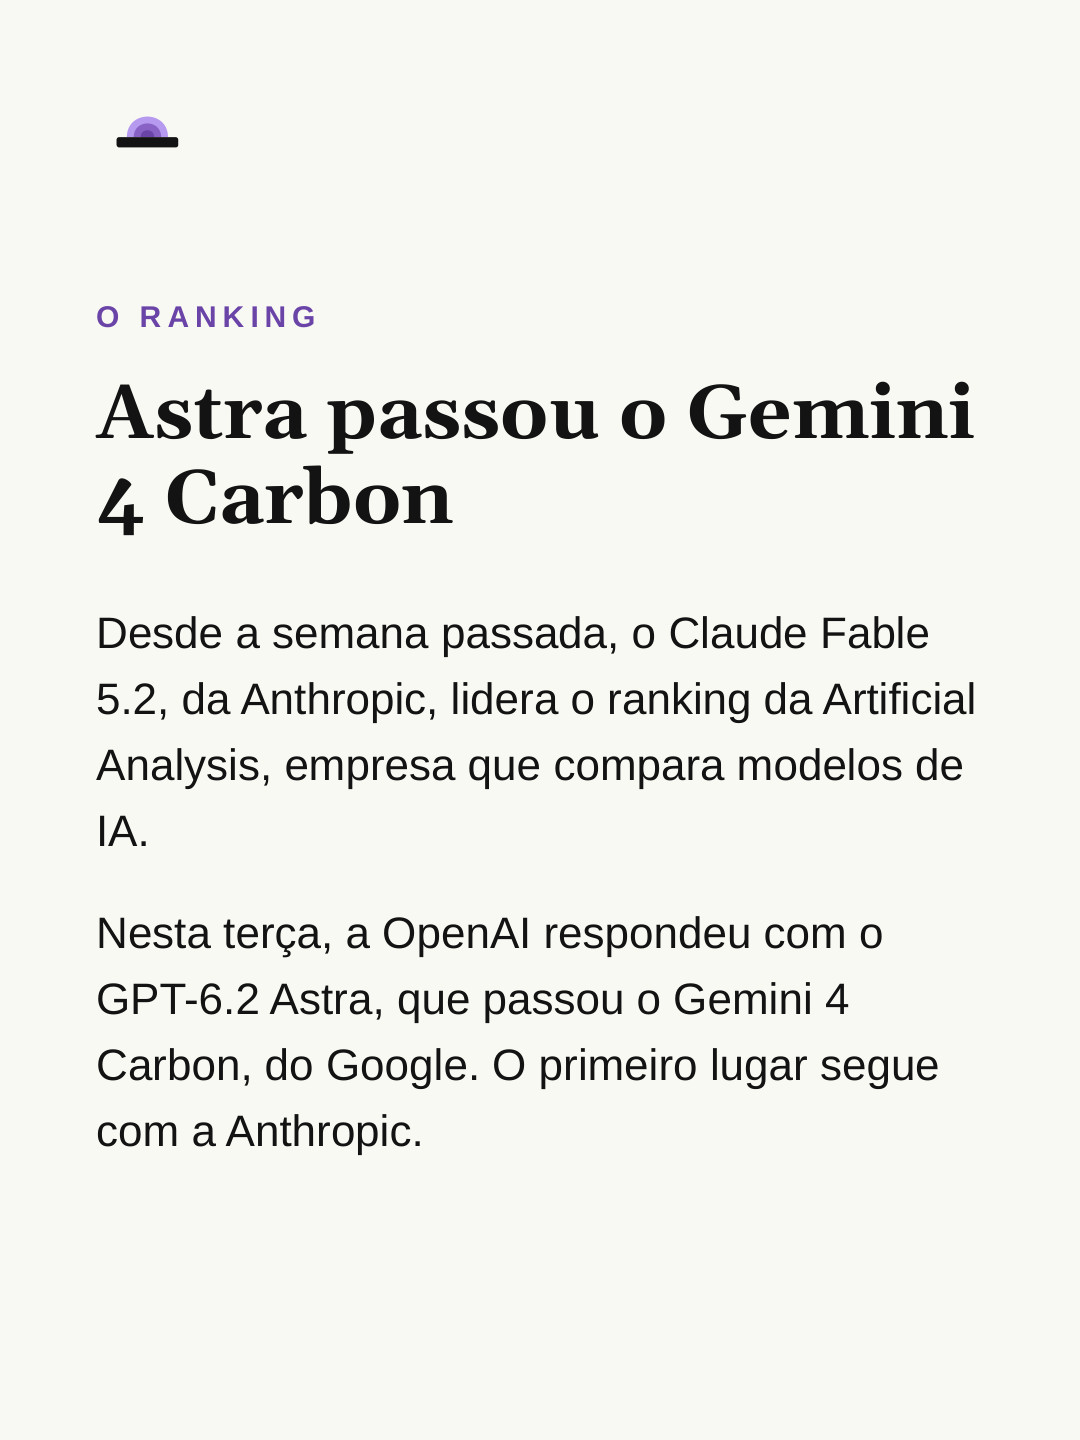 O RANKING
Astra passou o Gemini
4 Carbon
Desde a semana passada, o Claude Fable
5.2, da Anthropic, lidera o ranking da Artificial
Analysis, empresa que compara modelos de
IA.
Nesta terça, a OpenAI respondeu com o
GPT-6.2 Astra, que passou o Gemini 4
Carbon, do Google. O primeiro lugar segue
com a Anthropic.